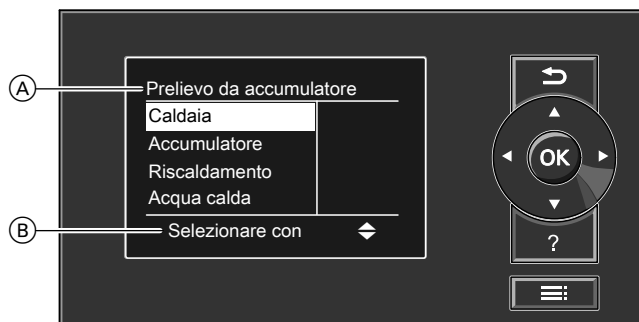 A
Prelievo da accumulatore
Caldaia
Accumulatore
Riscaldamento
Acqua calda
B
Selezionare con
OK
?